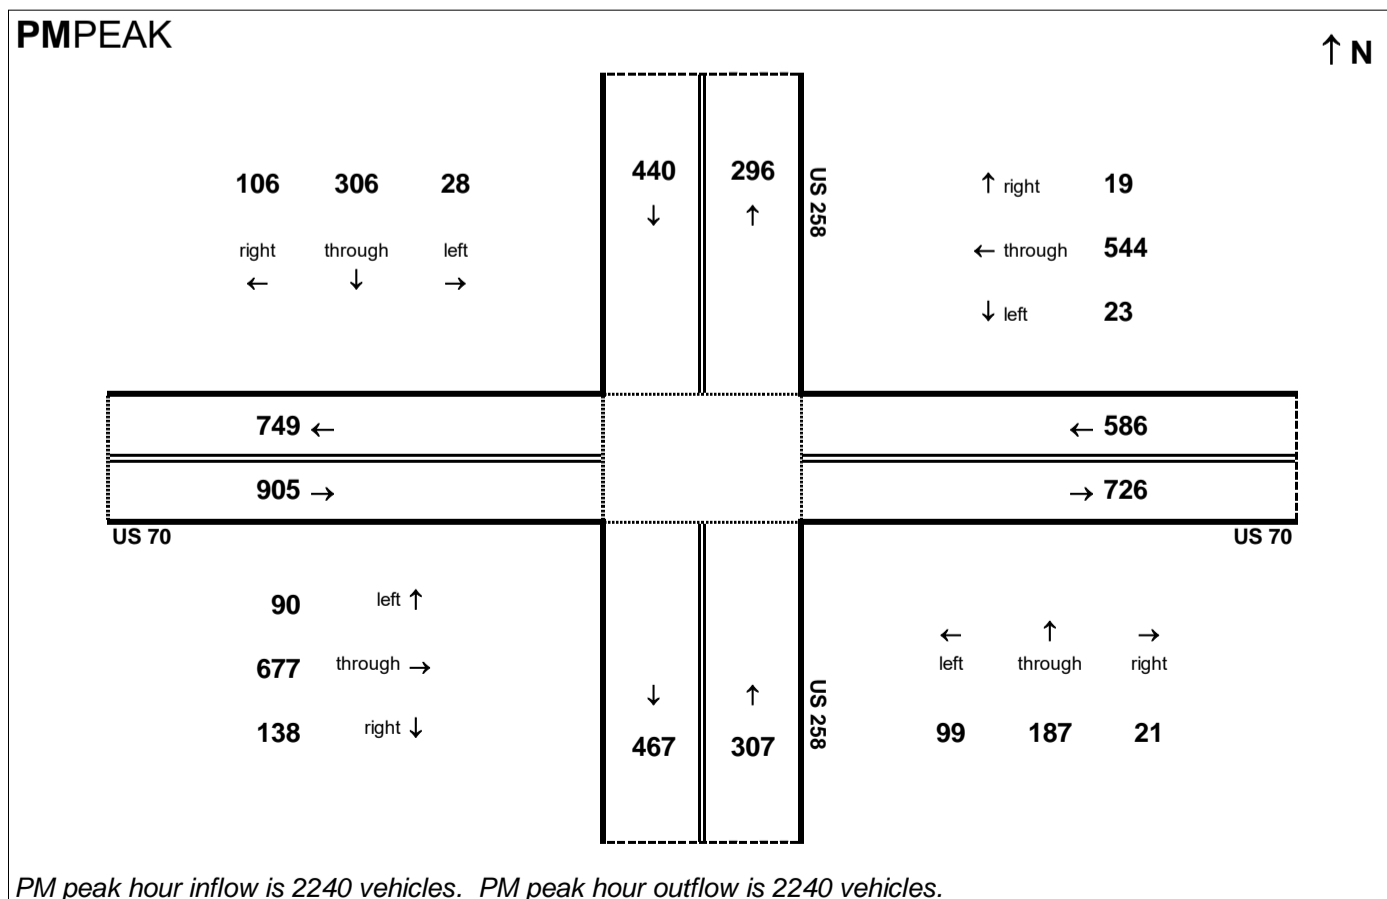 PMPEAK
↑ N
106 306 28
right through left
← ↓ →
440 296
↓ ↑
US 258
↑ right 19
← through 544
↓ left 23
749 ←
905 →
← 586
→ 726
US 70
US 70
90 left ↑
677 through →
138 right ↓
↓ ↑
467 307
US 258
← ↑ →
left through right
99 187 21
PM peak hour inflow is 2240 vehicles. PM peak hour outflow is 2240 vehicles.